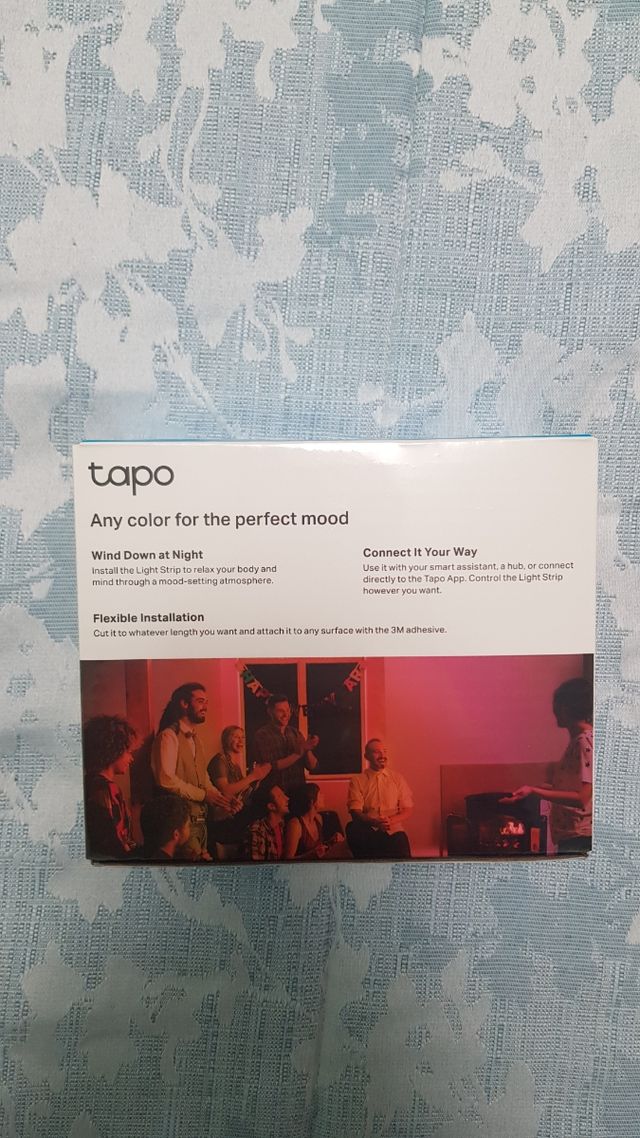 tapo
Any color for the perfect mood
Wind Down at Night
Install the Light Strip to relax your body and
mind through a mood-setting atmosphere.
Connect It Your Way
Use it with your smart assistant, a hub, or connect
directly to the Tapo App. Control the Light Strip
however you want.
Flexible Installation
Cut it to whatever length you want and attach it to any surface with the 3M adhesive.